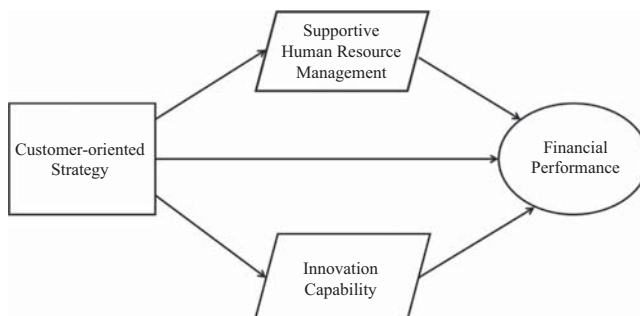 Supportive
Human Resource
Management
Customer-oriented
Strategy
Financial
Performance
Innovation
Capability